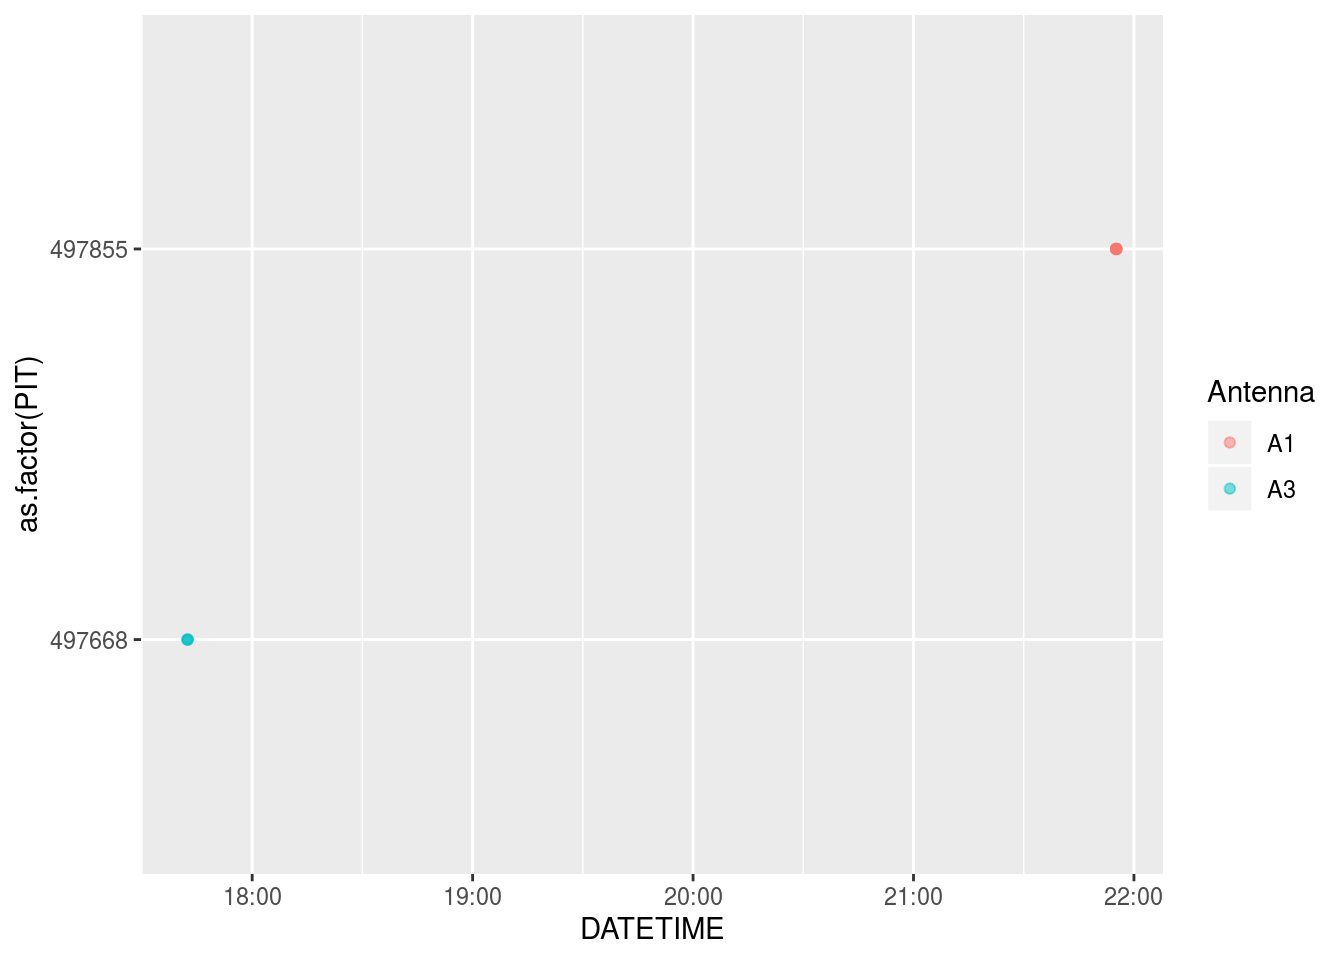 as.factor(PIT)
497855
497668
18:00 19:00 20:00 21:00 22:00
DATETIME
Antenna
A1
A3